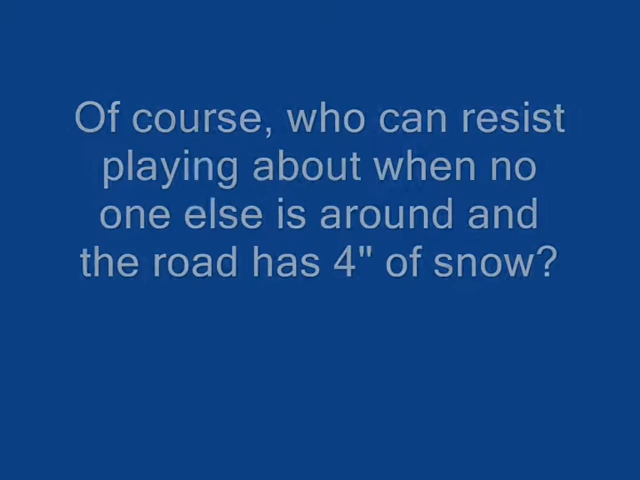 Of course, who can resist
playing about when no
one else is around and
the road has 4" of snow?